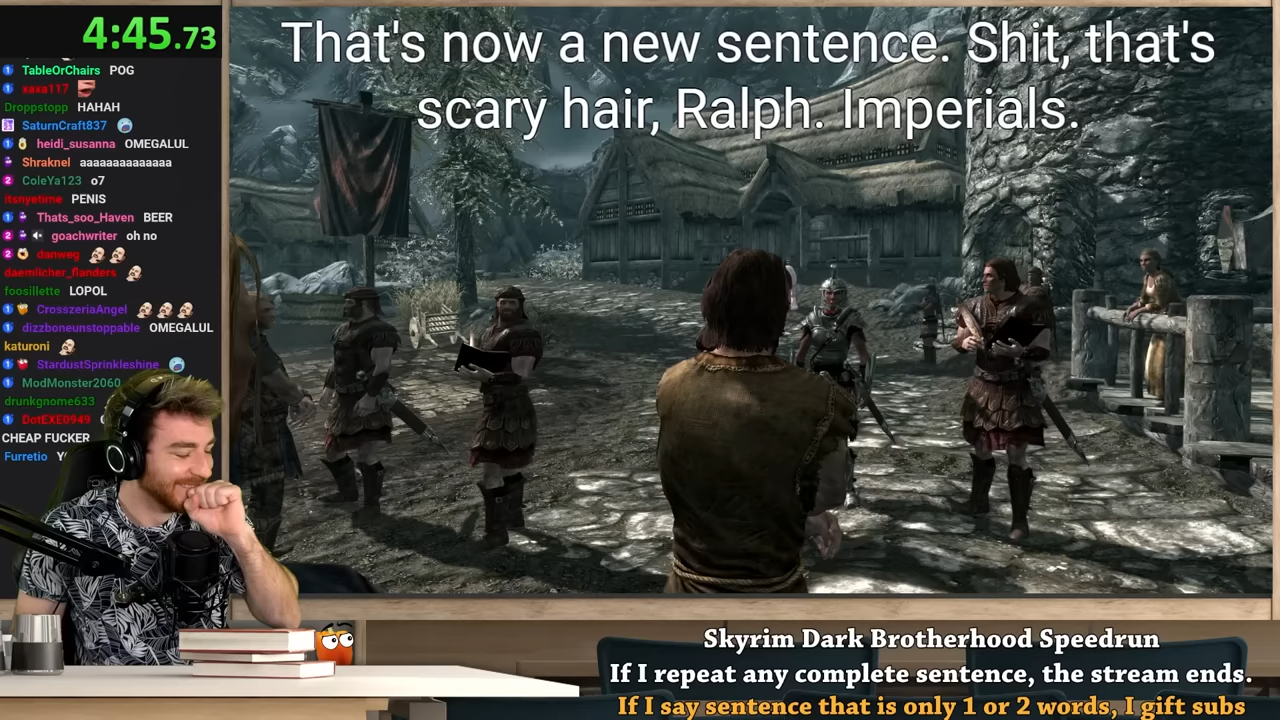 4:45.73
That's now a new sentence. Shit, that's
scary hair, Ralph. Imperials.
TableOrChairs POG
xaxa117
Droppstopp HAHAH
SaturnCraft837
heidi_susanna OMEGALUL
Shraknel aaaaaaaaaaaaaa
ColeYa123 o7
itsnyetime PENIS
Thats_soo_Haven BEER
goachwriter oh no
danweg
daemlicher_flanders
foosillette LOPOL
CrosszeriaAngel
dizzboneunstoppable OMEGALUL
katuroni
StardustSprinkleshine
ModMonster2060
drunkgnome633
DotEXE0949
CHEAP FUCKER
Furretio
Skyrim Dark Brotherhood Speedrun
If I repeat any complete sentence, the stream ends.
If I say sentence that is only 1 or 2 words, I gift subs